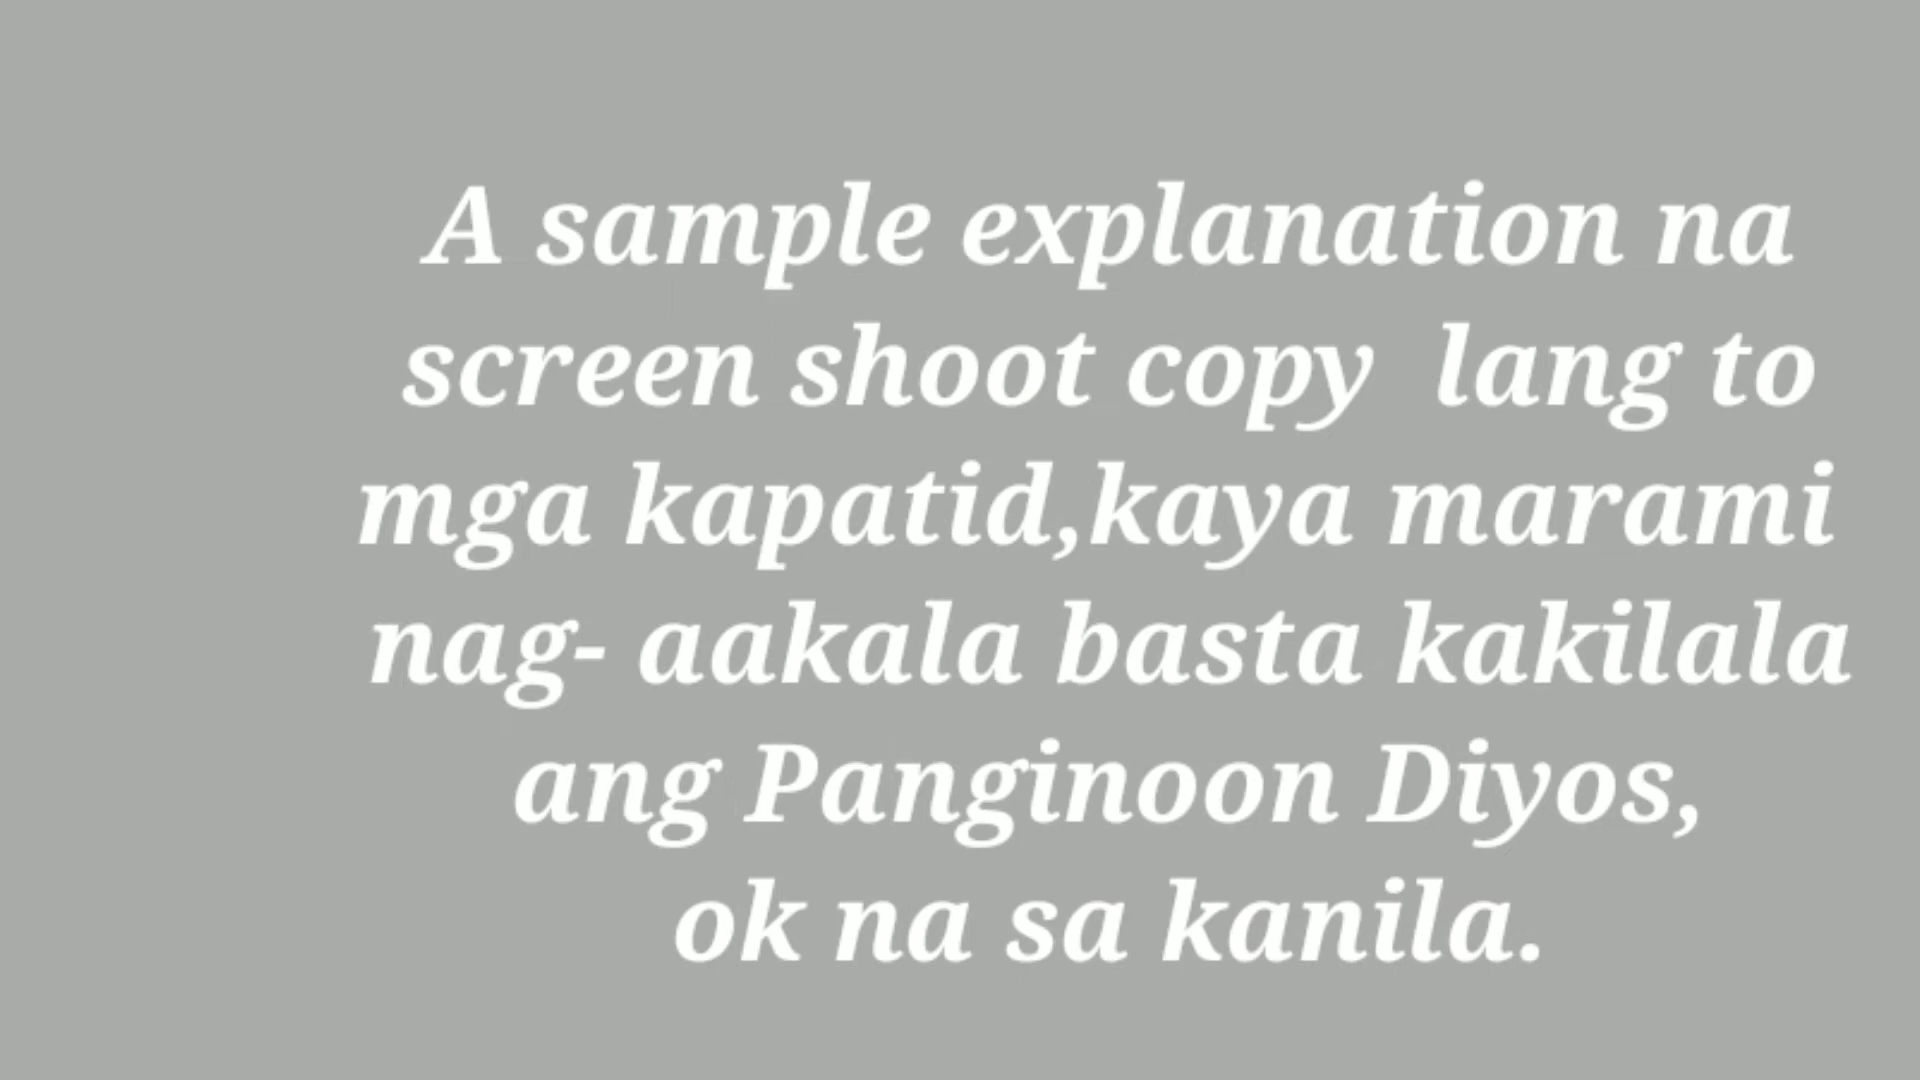 A sample explanation na
screen shoot copy  lang to
mga kapatid,kaya marami
nag- aakala basta kakilala
ang Panginoon Diyos,
ok na sa kanila.